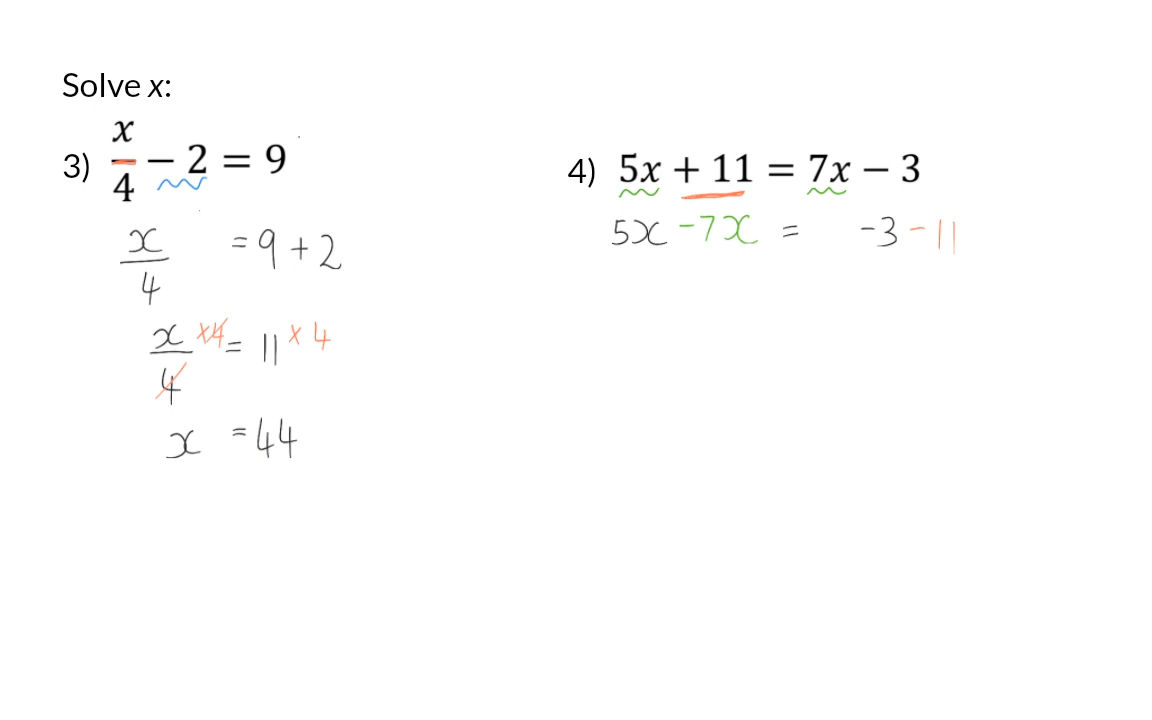 Solve x:
3) x/4 − 2 = 9
x/4 = 9 + 2
x/4 ×4 = 11 × 4
x = 44
4) 5x + 11 = 7x − 3
5x − 7x = −3 − 11